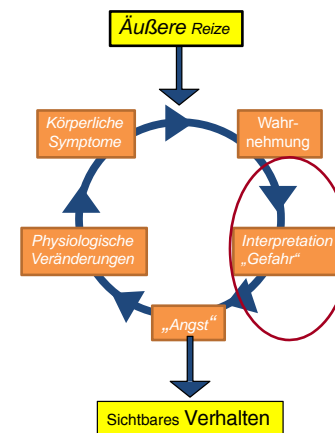 Äußere Reize
Körperliche
Symptome
Wahr-
nehmung
Physiologische
Veränderungen
Interpretation
„Gefahr“
„Angst“
Sichtbares Verhalten